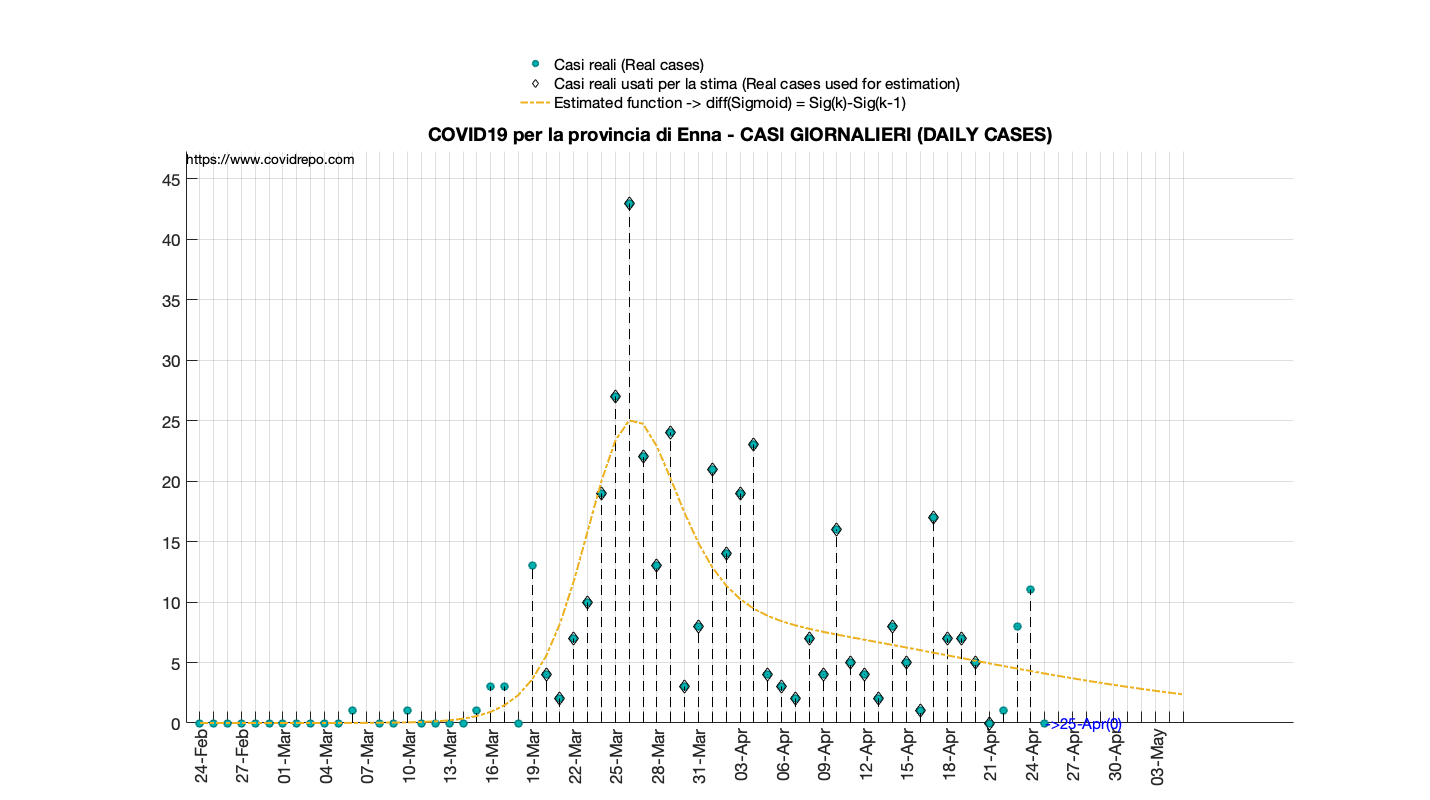 Casi reali (Real cases)
Casi reali usati per la stima (Real cases used for estimation)
Estimated function -> diff(Sigmoid) = Sig(k)-Sig(k-1)
COVID19 per la provincia di Enna - CASI GIORNALIERI (DAILY CASES)
https://www.covidrepo.com
45
40
35
30
25
20
15
10
5
0
->25-Apr(0)
24-Feb
27-Feb
01-Mar
04-Mar
07-Mar
10-Mar
13-Mar
16-Mar
19-Mar
22-Mar
25-Mar
28-Mar
31-Mar
03-Apr
06-Apr
09-Apr
12-Apr
15-Apr
18-Apr
21-Apr
24-Apr
27-Apr
30-Apr
03-May